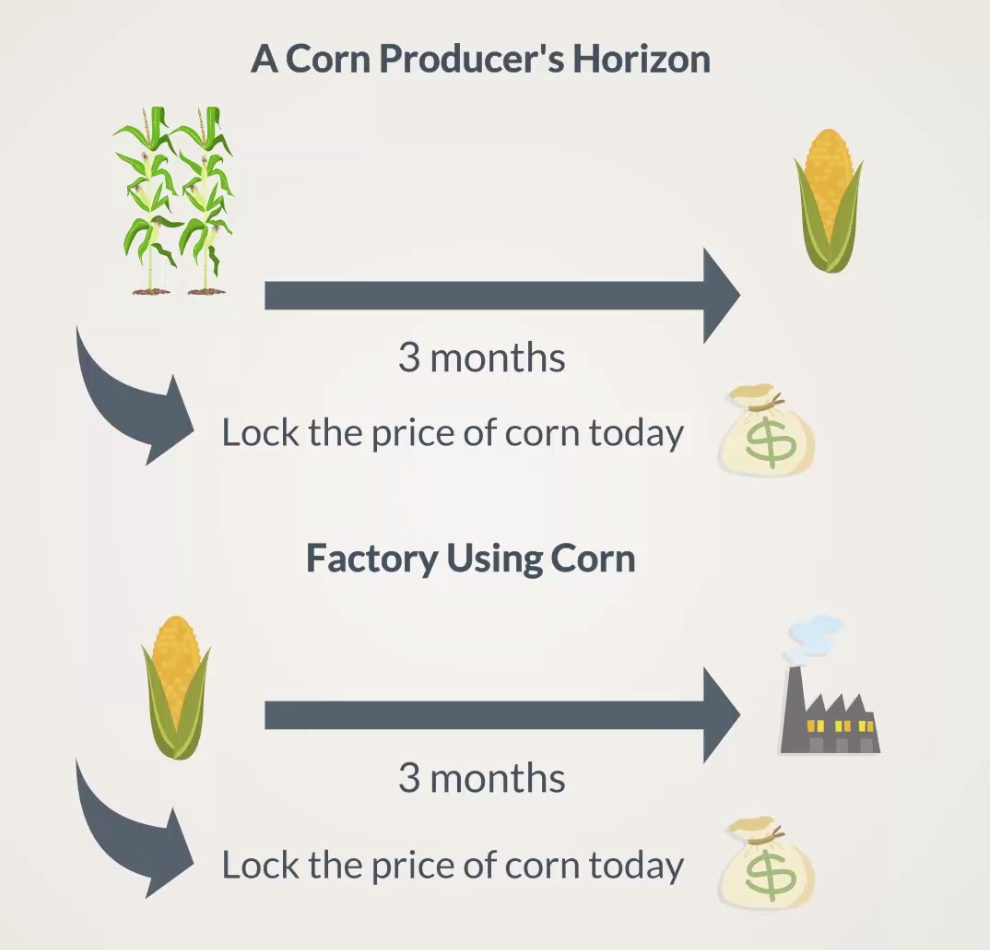 A Corn Producer's Horizon
3 months
Lock the price of corn today
$
Factory Using Corn
3 months
Lock the price of corn today
$